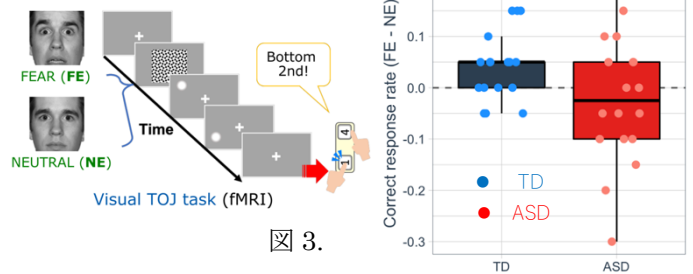 FEAR (FE)
NEUTRAL (NE)
Time
Bottom
2nd!
4
1
Visual TOJ task (fMRI)
図 3.
Correct response rate (FE - NE)
0.1
0.0
-0.1
-0.2
-0.3
TD
ASD
TD
ASD